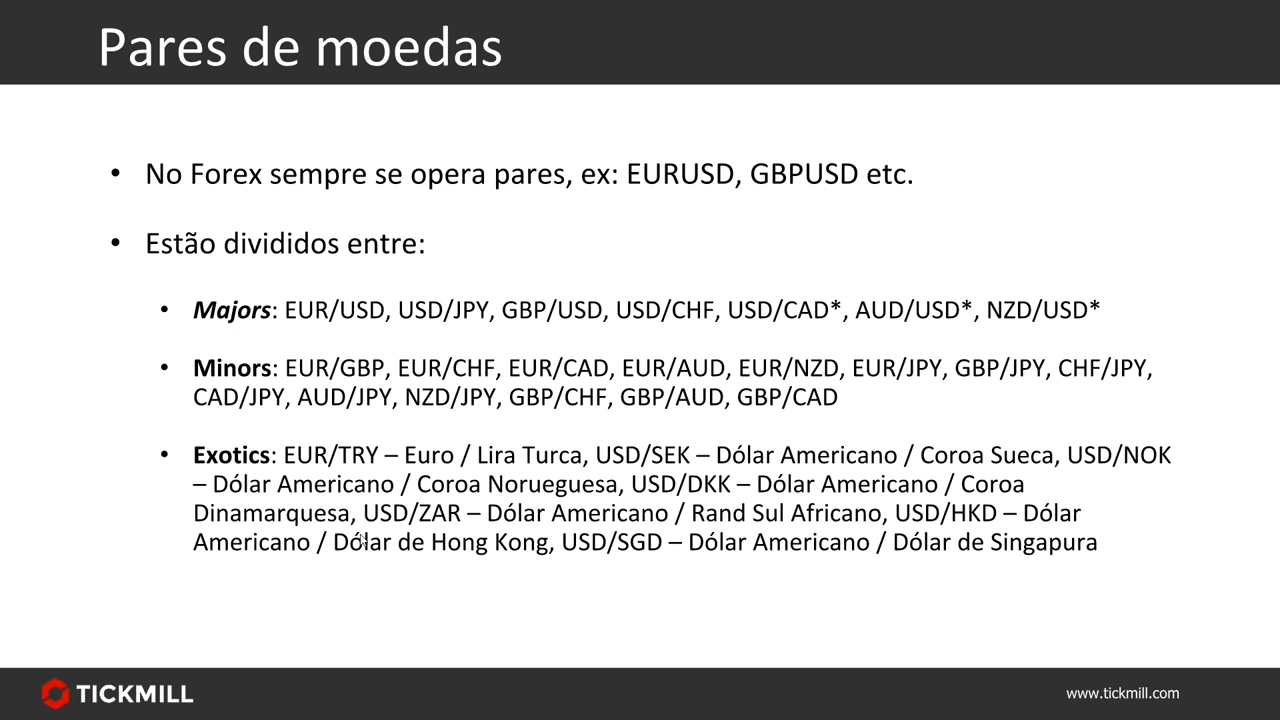 Pares de moedas
• No Forex sempre se opera pares, ex: EURUSD, GBPUSD etc.
• Estão divididos entre:
• Majors: EUR/USD, USD/JPY, GBP/USD, USD/CHF, USD/CAD*, AUD/USD*, NZD/USD*
• Minors: EUR/GBP, EUR/CHF, EUR/CAD, EUR/AUD, EUR/NZD, EUR/JPY, GBP/JPY, CHF/JPY,
CAD/JPY, AUD/JPY, NZD/JPY, GBP/CHF, GBP/AUD, GBP/CAD
• Exotics: EUR/TRY – Euro / Lira Turca, USD/SEK – Dólar Americano / Coroa Sueca, USD/NOK
– Dólar Americano / Coroa Norueguesa, USD/DKK – Dólar Americano / Coroa
Dinamarquesa, USD/ZAR – Dólar Americano / Rand Sul Africano, USD/HKD – Dólar
Americano / Dólar de Hong Kong, USD/SGD – Dólar Americano / Dólar de Singapura
TICKMILL
www.tickmill.com